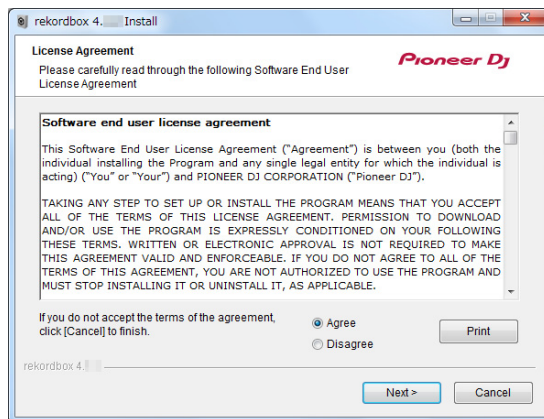 rekordbox 4. Install
License Agreement
Please carefully read through the following Software End User
License Agreement
Pioneer Dj
Software end user license agreement
This Software End User License Agreement (“Agreement”) is between you (both the
individual installing the Program and any single legal entity for which the individual is
acting) (“You” or “Your”) and PIONEER DJ CORPORATION (“Pioneer DJ”).
TAKING ANY STEP TO SET UP OR INSTALL THE PROGRAM MEANS THAT YOU ACCEPT
ALL OF THE TERMS OF THIS LICENSE AGREEMENT. PERMISSION TO DOWNLOAD
AND/OR USE THE PROGRAM IS EXPRESSLY CONDITIONED ON YOUR FOLLOWING
THESE TERMS. WRITTEN OR ELECTRONIC APPROVAL IS NOT REQUIRED TO MAKE
THIS AGREEMENT VALID AND ENFORCEABLE. IF YOU DO NOT AGREE TO ALL OF THE
TERMS OF THIS AGREEMENT, YOU ARE NOT AUTHORIZED TO USE THE PROGRAM AND
MUST STOP INSTALLING IT OR UNINSTALL IT, AS APPLICABLE.
If you do not accept the terms of the agreement,
click [Cancel] to finish.
Agree
Disagree
Print
rekordbox 4.
Next >
Cancel